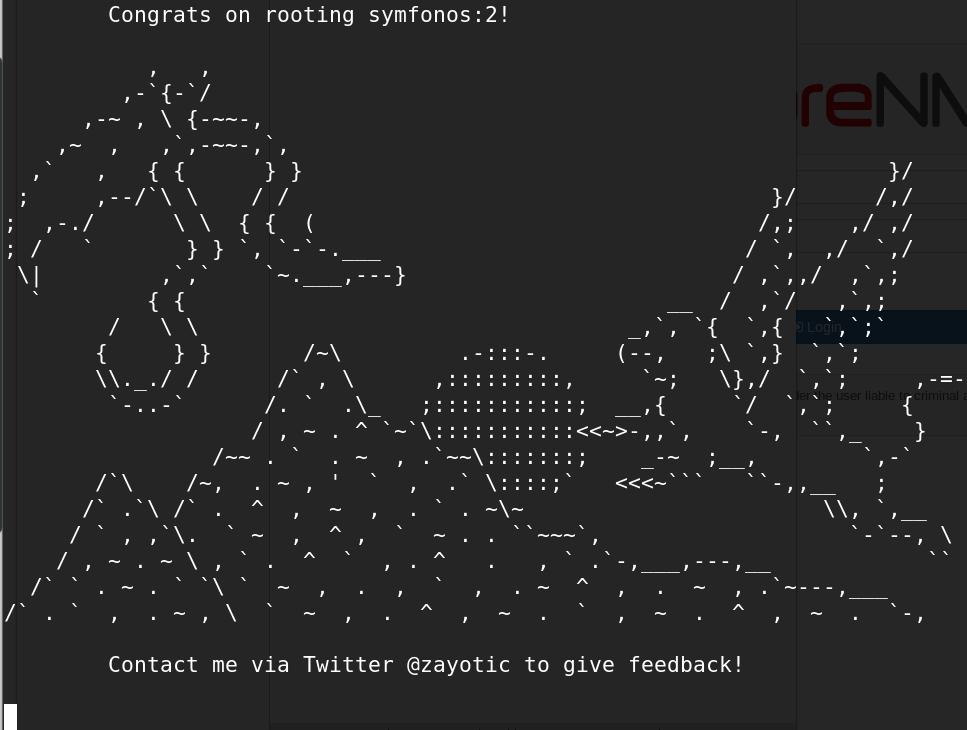 Congrats on rooting symfonos:2!
reNM
Login
der the user liable to criminal a
Contact me via Twitter @zayotic to give feedback!